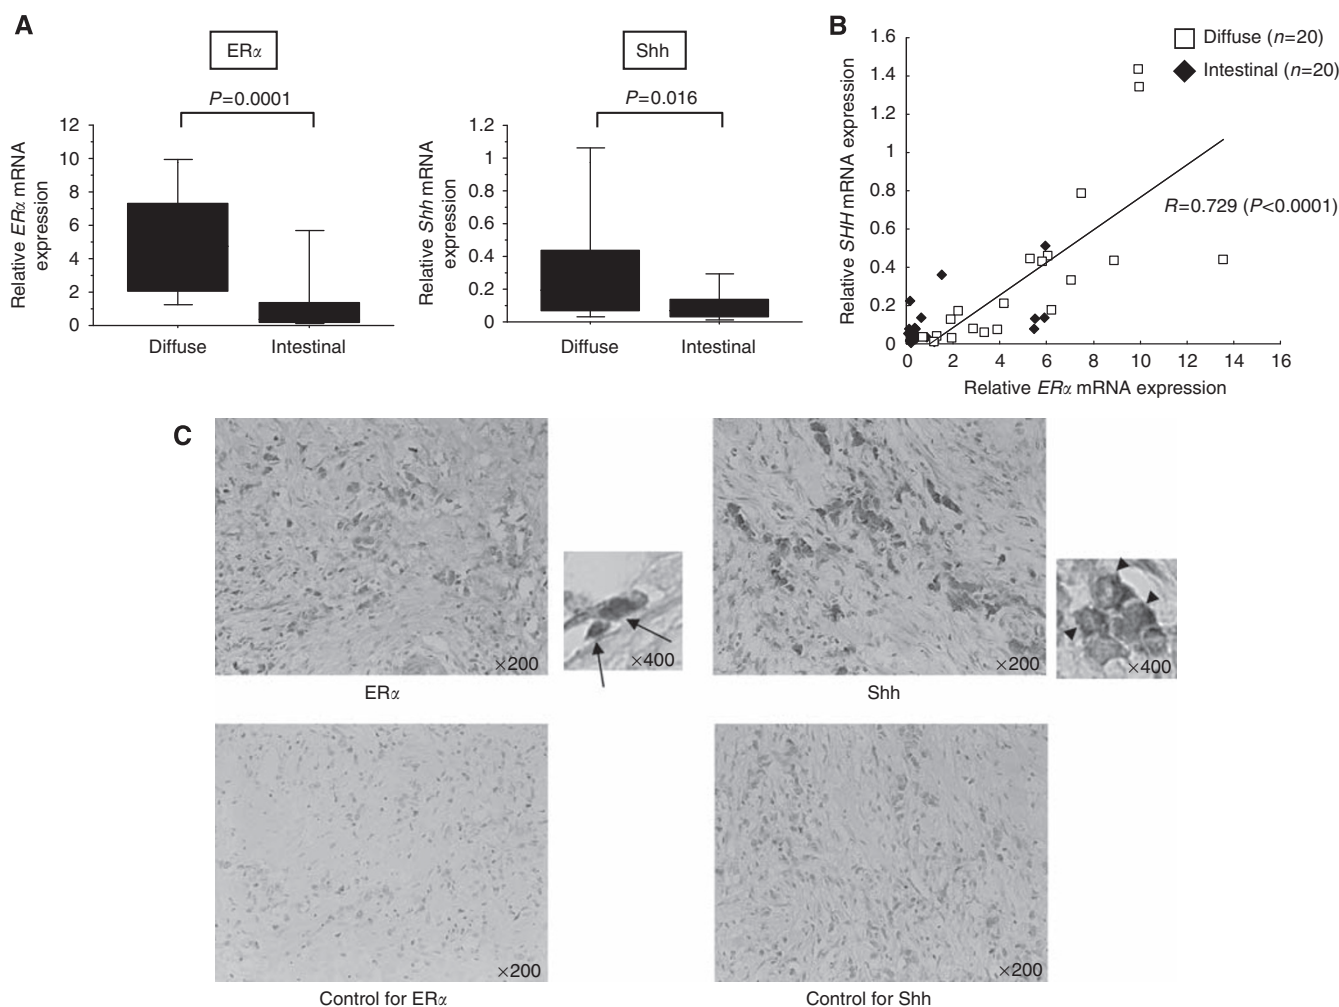 A
ERα
P=0.0001
Relative ERα mRNA
expression
12
10
8
6
4
2
0
Diffuse
Intestinal
Shh
P=0.016
Relative Shh mRNA
expression
1.2
1
0.8
0.6
0.4
0.2
0
Diffuse
Intestinal
B
Diffuse (n=20)
Intestinal (n=20)
Relative SHH mRNA expression
1.6
1.4
1.2
1
0.8
0.6
0.4
0.2
0
R=0.729 (P<0.0001)
0 2 4 6 8 10 12 14 16
Relative ERα mRNA expression
C
×200
×400
×200
×400
ERα
Shh
×200
×200
Control for ERα
Control for Shh